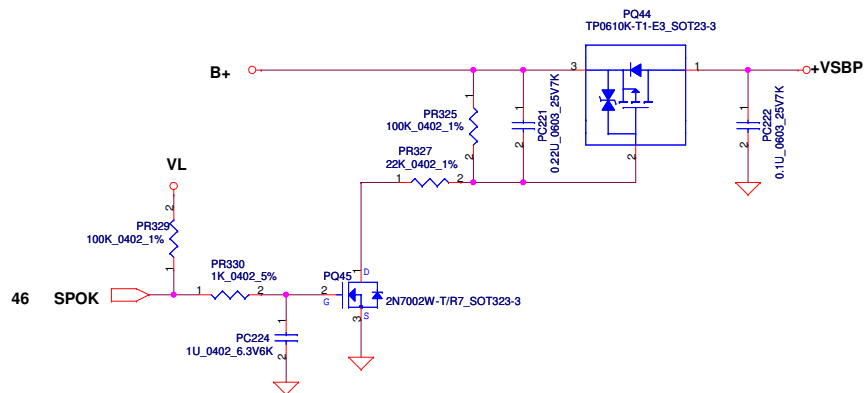 PQ44
TP0610K-T1-E3_SOT23-3
B+
3
1
+VSBP
1
PR325
100K_0402_1%
2
1
PC221
0.22U_0603_25V7K
2
1
PC222
0.1U_0603_25V7K
2
2
PR327
22K_0402_1%
1
2
VL
2
PR329
100K_0402_1%
1
PR330
1K_0402_5%
46
SPOK
1
2
PQ45
1
D
2
G
2N7002W-T/R7_SOT323-3
3
S
1
PC224
1U_0402_6.3V6K
2